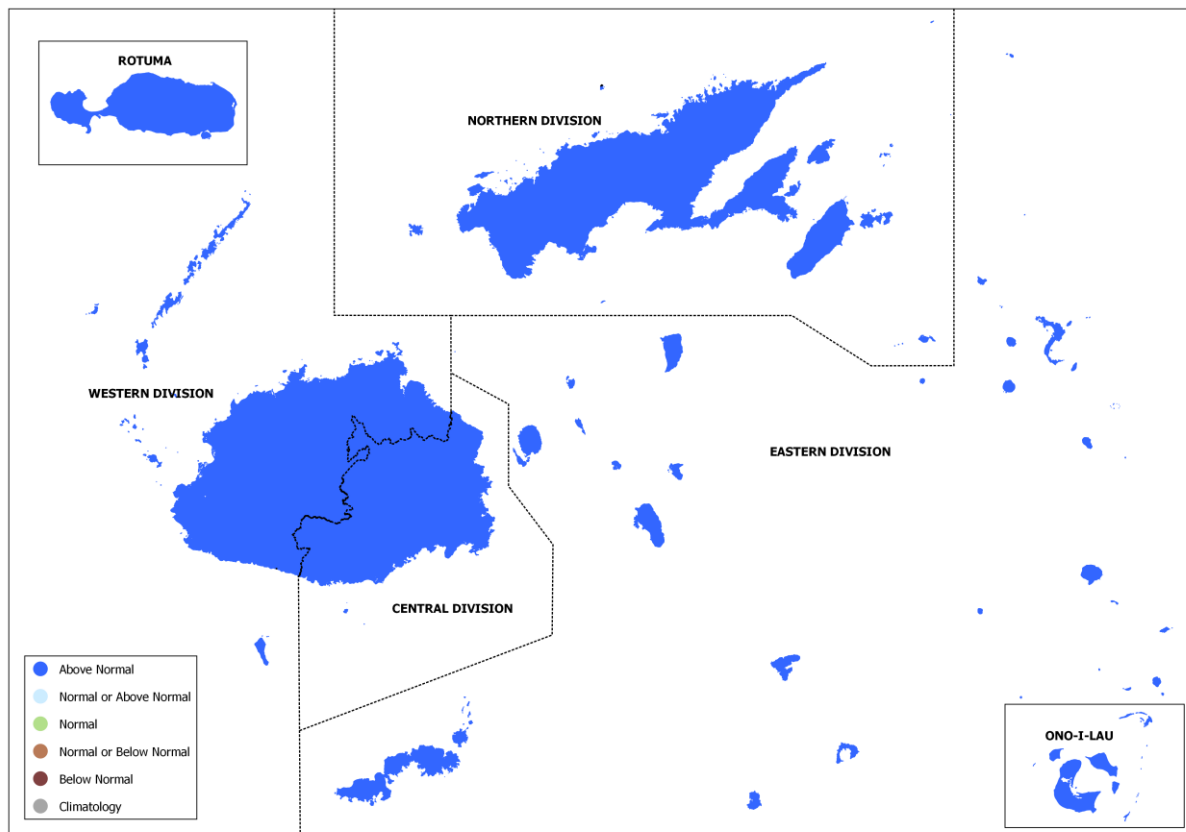 ROTUMA
NORTHERN DIVISION
WESTERN DIVISION
EASTERN DIVISION
CENTRAL DIVISION
Above Normal
Normal or Above Normal
Normal
Normal or Below Normal
Below Normal
Climatology
ONO-I-LAU